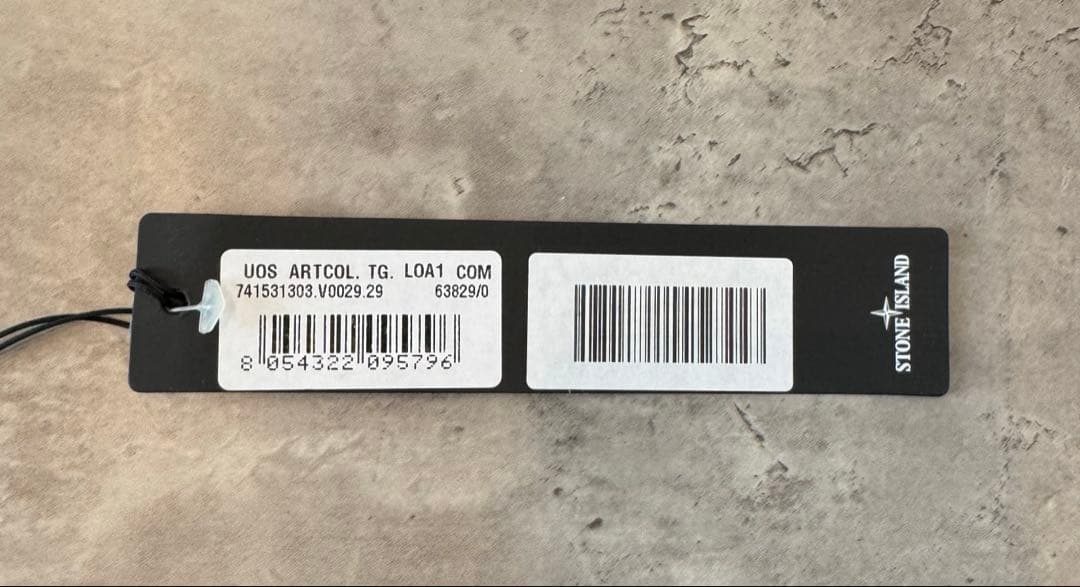 UOS ARTCOL. TG. LOA1 COM
741531303.V0029.29 63829/0
8 054322 095796
STONE ISLAND